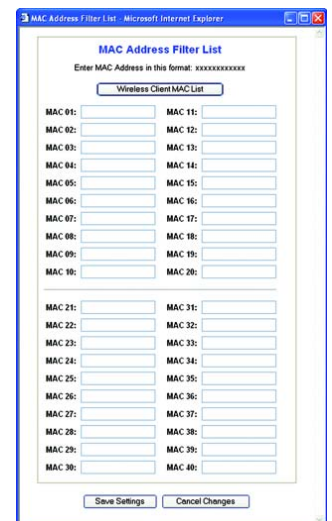 MAC Address Filter List - Microsoft Internet Explorer
MAC Address Filter List
Enter MAC Address in this format: xxxxxxxxxxxx
Wireless Client MAC List
MAC 01: MAC 11:
MAC 02: MAC 12:
MAC 03: MAC 13:
MAC 04: MAC 14:
MAC 05: MAC 15:
MAC 06: MAC 16:
MAC 07: MAC 17:
MAC 08: MAC 18:
MAC 09: MAC 19:
MAC 10: MAC 20:
MAC 21: MAC 31:
MAC 22: MAC 32:
MAC 23: MAC 33:
MAC 24: MAC 34:
MAC 25: MAC 35:
MAC 26: MAC 36:
MAC 27: MAC 37:
MAC 28: MAC 38:
MAC 29: MAC 39:
MAC 30: MAC 40:
Save Settings Cancel Changes